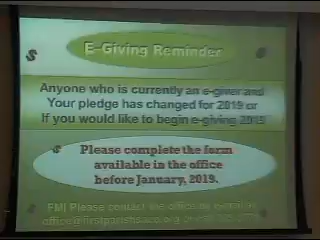 $
E-Giving Reminder
Anyone who is currently an e-giver and
Your pledge has changed for 2019 or
If you would like to begin e-giving 2019
$ Please complete the form
available in the office
before January, 2019.
FMI Please contact the office by